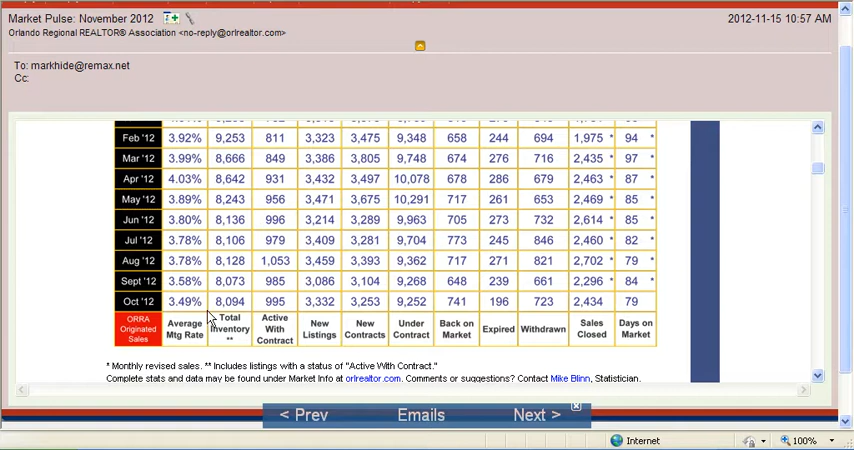 Market Pulse: November 2012
2012-11-15 10:57 AM
Orlando Regional REALTOR® Association <no-reply@orlrealtor.com>
To: markhide@remax.net
Cc:
Feb '12 3.92% 9,253 811 3,323 3,475 9,348 658 244 694 1,975 * 94 *
Mar '12 3.99% 8,666 849 3,386 3,805 9,748 674 276 716 2,435 * 97 *
Apr '12 4.03% 8,642 931 3,432 3,497 10,078 678 286 679 2,463 * 87 *
May '12 3.89% 8,243 956 3,471 3,675 10,291 717 261 653 2,469 * 85 *
Jun '12 3.80% 8,136 996 3,214 3,289 9,963 705 273 732 2,614 * 85 *
Jul '12 3.78% 8,106 979 3,409 3,281 9,704 773 245 846 2,460 * 82 *
Aug '12 3.78% 8,128 1,053 3,459 3,393 9,362 717 271 821 2,702 * 79 *
Sept '12 3.58% 8,073 985 3,086 3,104 9,268 648 239 661 2,296 * 84 *
Oct '12 3.49% 8,094 995 3,332 3,253 9,252 741 196 723 2,434 79
ORRA Originated Sales Average Mtg Rate Total Inventory ** Active With Contract New Listings New Contracts Under Contract Back on Market Expired Withdrawn Sales Closed Days on Market
* Monthly revised sales. ** Includes listings with a status of "Active With Contract."
Complete stats and data may be found under Market Info at orlrealtor.com. Comments or suggestions? Contact Mike Blinn, Statistician.
< Prev Emails Next >
Internet 100%